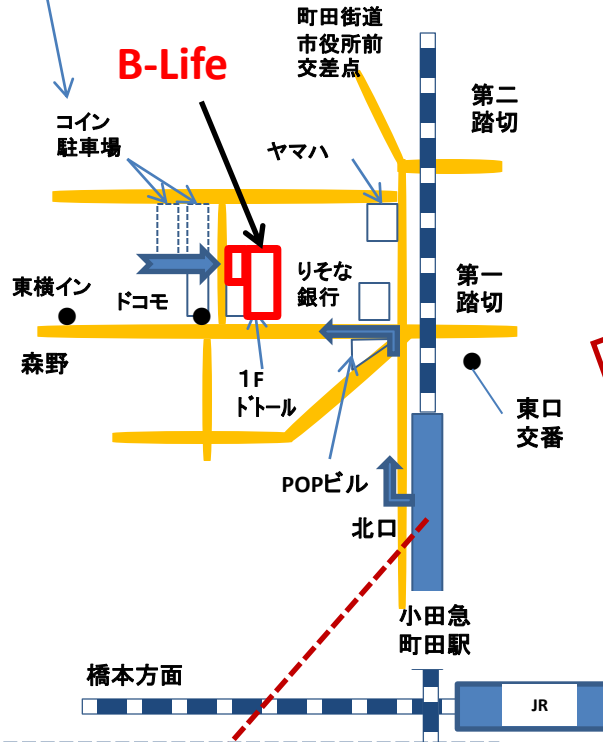 町田街道
市役所前
交差点
B-Life
第二
踏切
コイン
駐車場
ヤマハ
りそな
銀行
第一
踏切
東横イン
ドコモ
森野
1F
ドトール
東口
交番
POPビル
北口
小田急
町田駅
橋本方面
JR